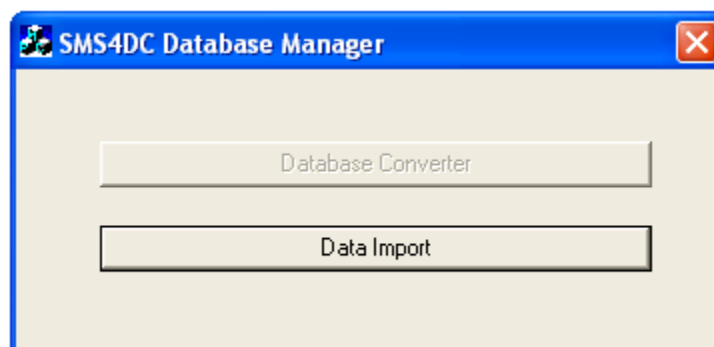 SMS4DC Database Manager
Database Converter
Data Import